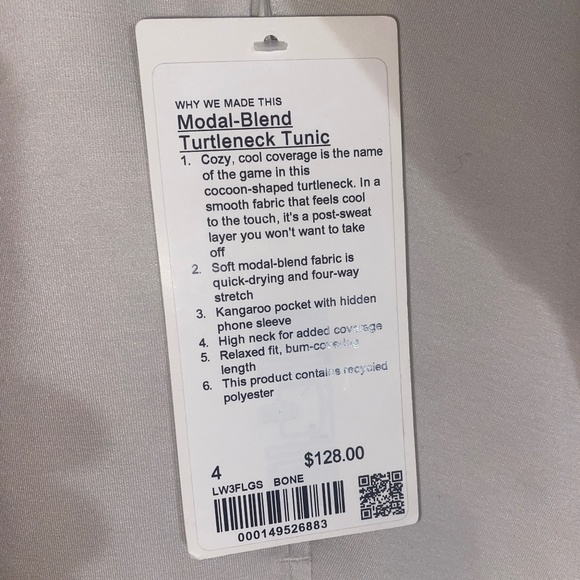 WHY WE MADE THIS
Modal-Blend
Turtleneck Tunic
1. Cozy, cool coverage is the name
of the game in this
cocoon-shaped turtleneck. In a
smooth fabric that feels cool
to the touch, it's a post-sweat
layer you won't want to take
off
2. Soft modal-blend fabric is
quick-drying and four-way
stretch
3. Kangaroo pocket with hidden
phone sleeve
4. High neck for added coverage
5. Relaxed fit, bum-covering
length
6. This product contains recycled
polyester
4 $128.00
LW3FLGS BONE
000149526883